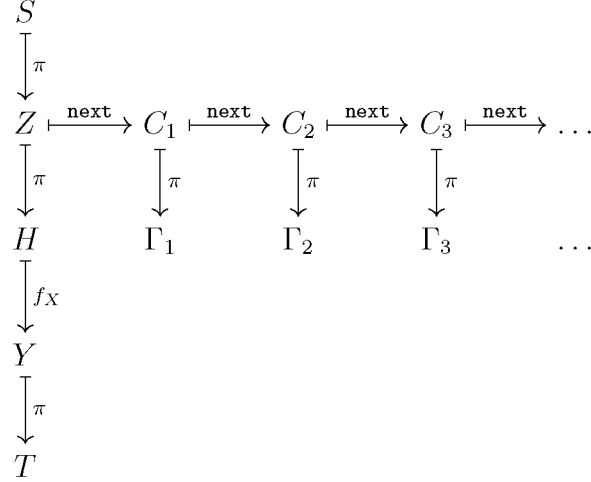 S
π
next next next next
Z C₁ C₂ C₃ …
π π π π
H Γ₁ Γ₂ Γ₃ …
f_X
Y
π
T